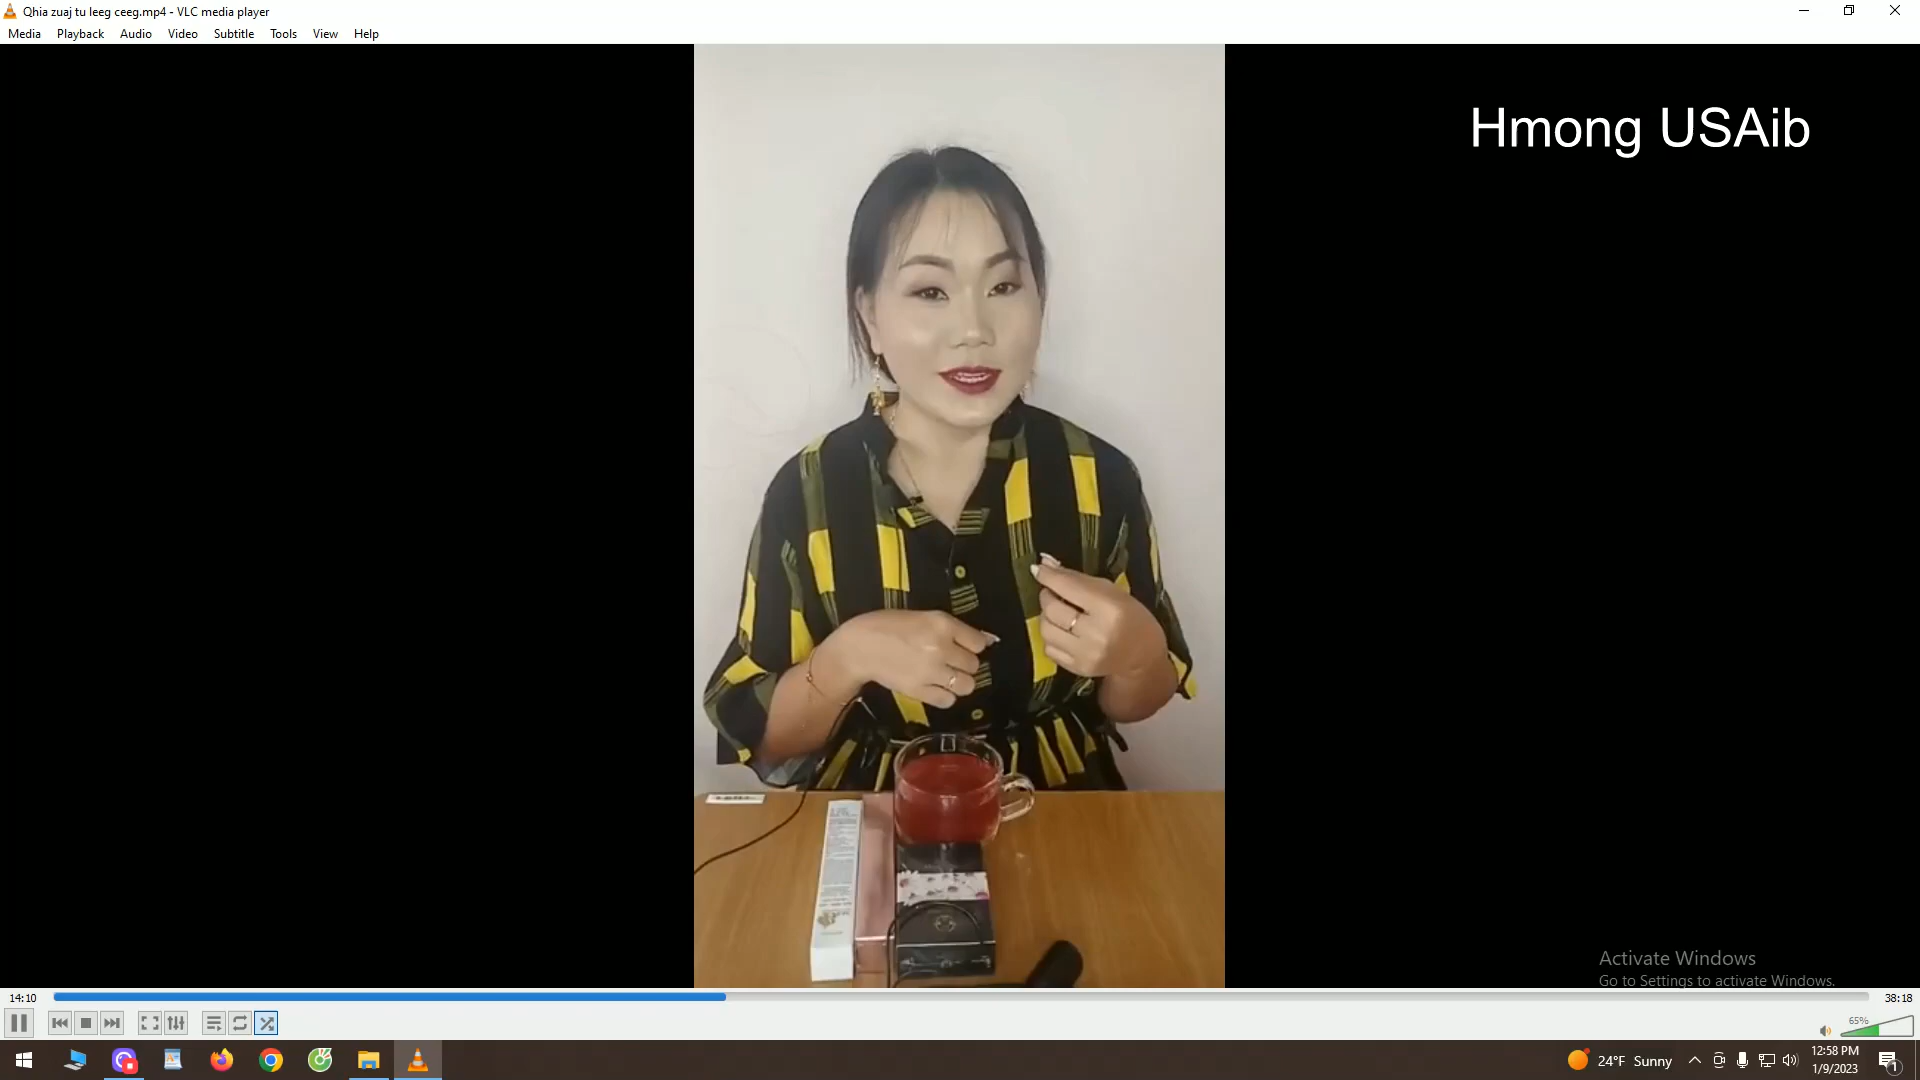 Qhia zuaj tu leeg ceeg.mp4 - VLC media player
Media Playback Audio Video Subtitle Tools View Help
Hmong USAib
Activate Windows
Go to Settings to activate Windows.
14:10
38:18
65%
24°F Sunny
12:58 PM
1/9/2023
1